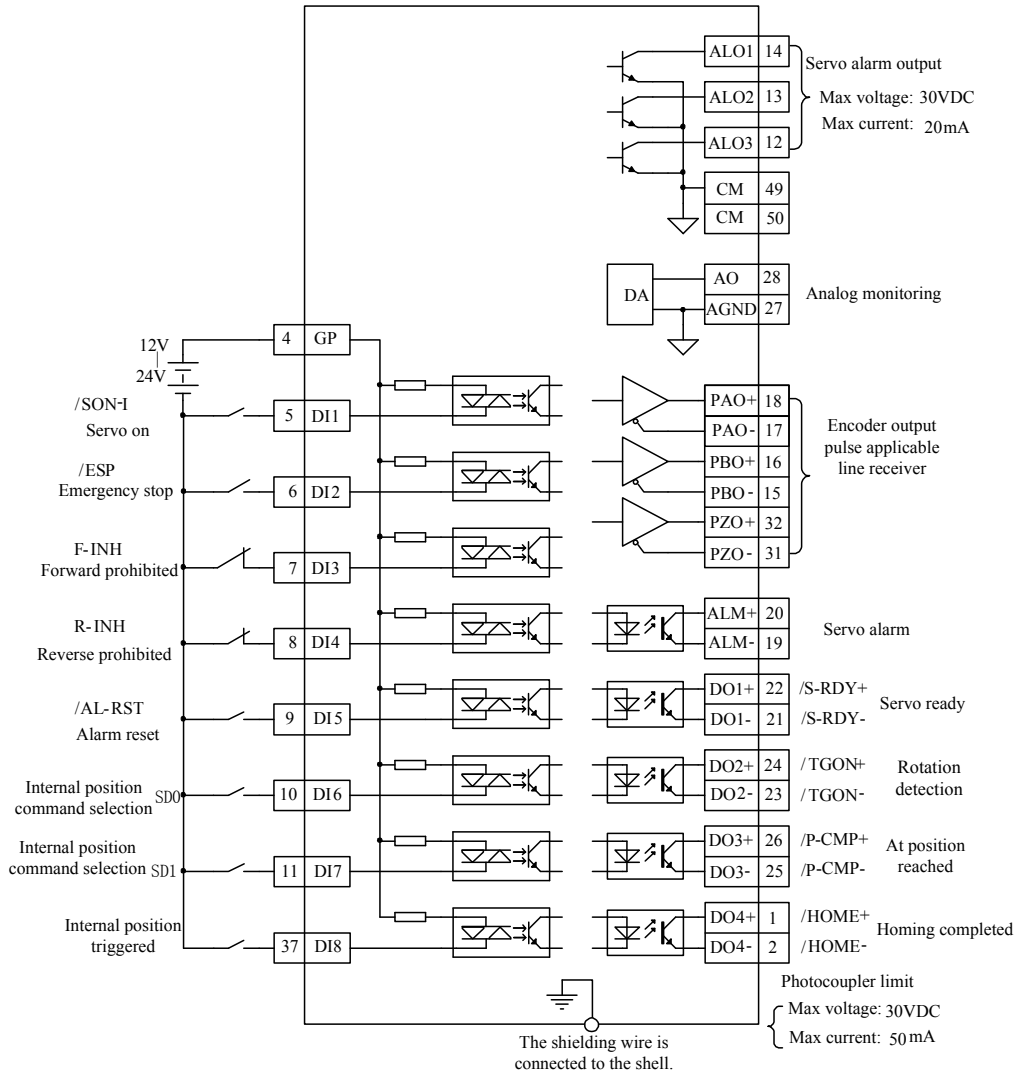 ALO1 14
Servo alarm output
ALO2 13
Max voltage: 30VDC
Max current: 20mA
ALO3 12
CM 49
CM 50
DA
AO 28
AGND 27
Analog monitoring
4 GP
12V
24V
/SON-I
Servo on
5 DI1
PAO+ 18
PAO- 17
PBO+ 16
PBO- 15
PZO+ 32
PZO- 31
Encoder output
pulse applicable
line receiver
/ESP
Emergency stop
6 DI2
F-INH
Forward prohibited
7 DI3
R-INH
Reverse prohibited
8 DI4
ALM+ 20
ALM- 19
Servo alarm
/AL-RST
Alarm reset
9 DI5
DO1+ 22 /S-RDY+
DO1- 21 /S-RDY-
Servo ready
Internal position
command selection SD0
10 DI6
DO2+ 24 /TGON+
DO2- 23 /TGON-
Rotation
detection
Internal position
command selection SD1
11 DI7
DO3+ 26 /P-CMP+
DO3- 25 /P-CMP-
At position
reached
Internal position
triggered
37 DI8
DO4+ 1 /HOME+
DO4- 2 /HOME-
Homing completed
Photocoupler limit
Max voltage: 30VDC
Max current: 50mA
The shielding wire is
connected to the shell.